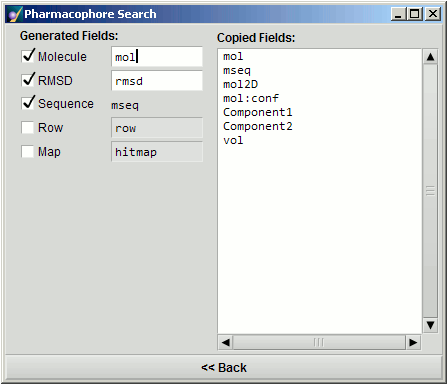 Pharmacophore Search
Generated Fields:
Molecule mol
RMSD rmsd
Sequence mseq
Row row
Map hitmap
Copied Fields:
mol
mseq
mol2D
mol:conf
Component1
Component2
vol
<< Back